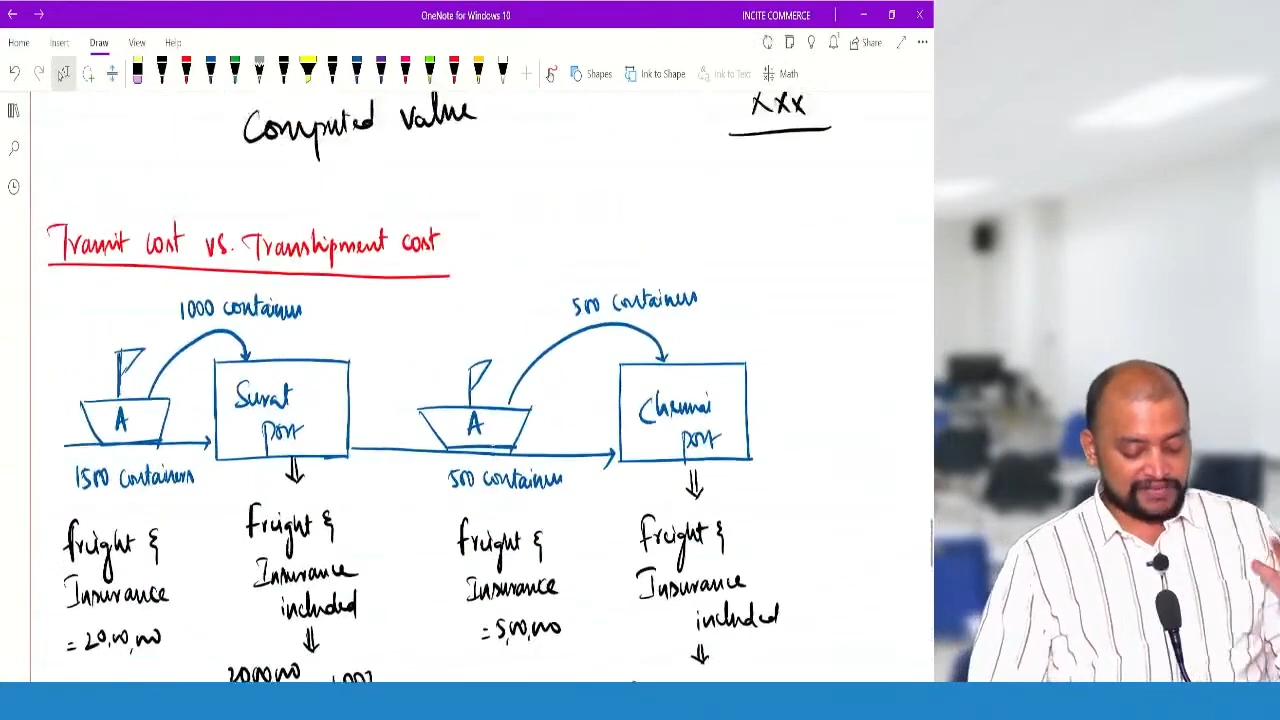 OneNote for Windows 10
INCITE COMMERCE
Home Insert Draw View Help
Share
Shapes Ink to Shape Ink to Text Math
Computed value xxx
Transit cost vs. Transhipment cost
1000 containers
500 containers
A
Surat
port
A
Chennai
port
1500 containers
500 containers
Freight &
Insurance
= 20,00,000
Freight &
Insurance
included
Freight &
Insurance
= 5,00,000
Freight &
Insurance
included
2000000